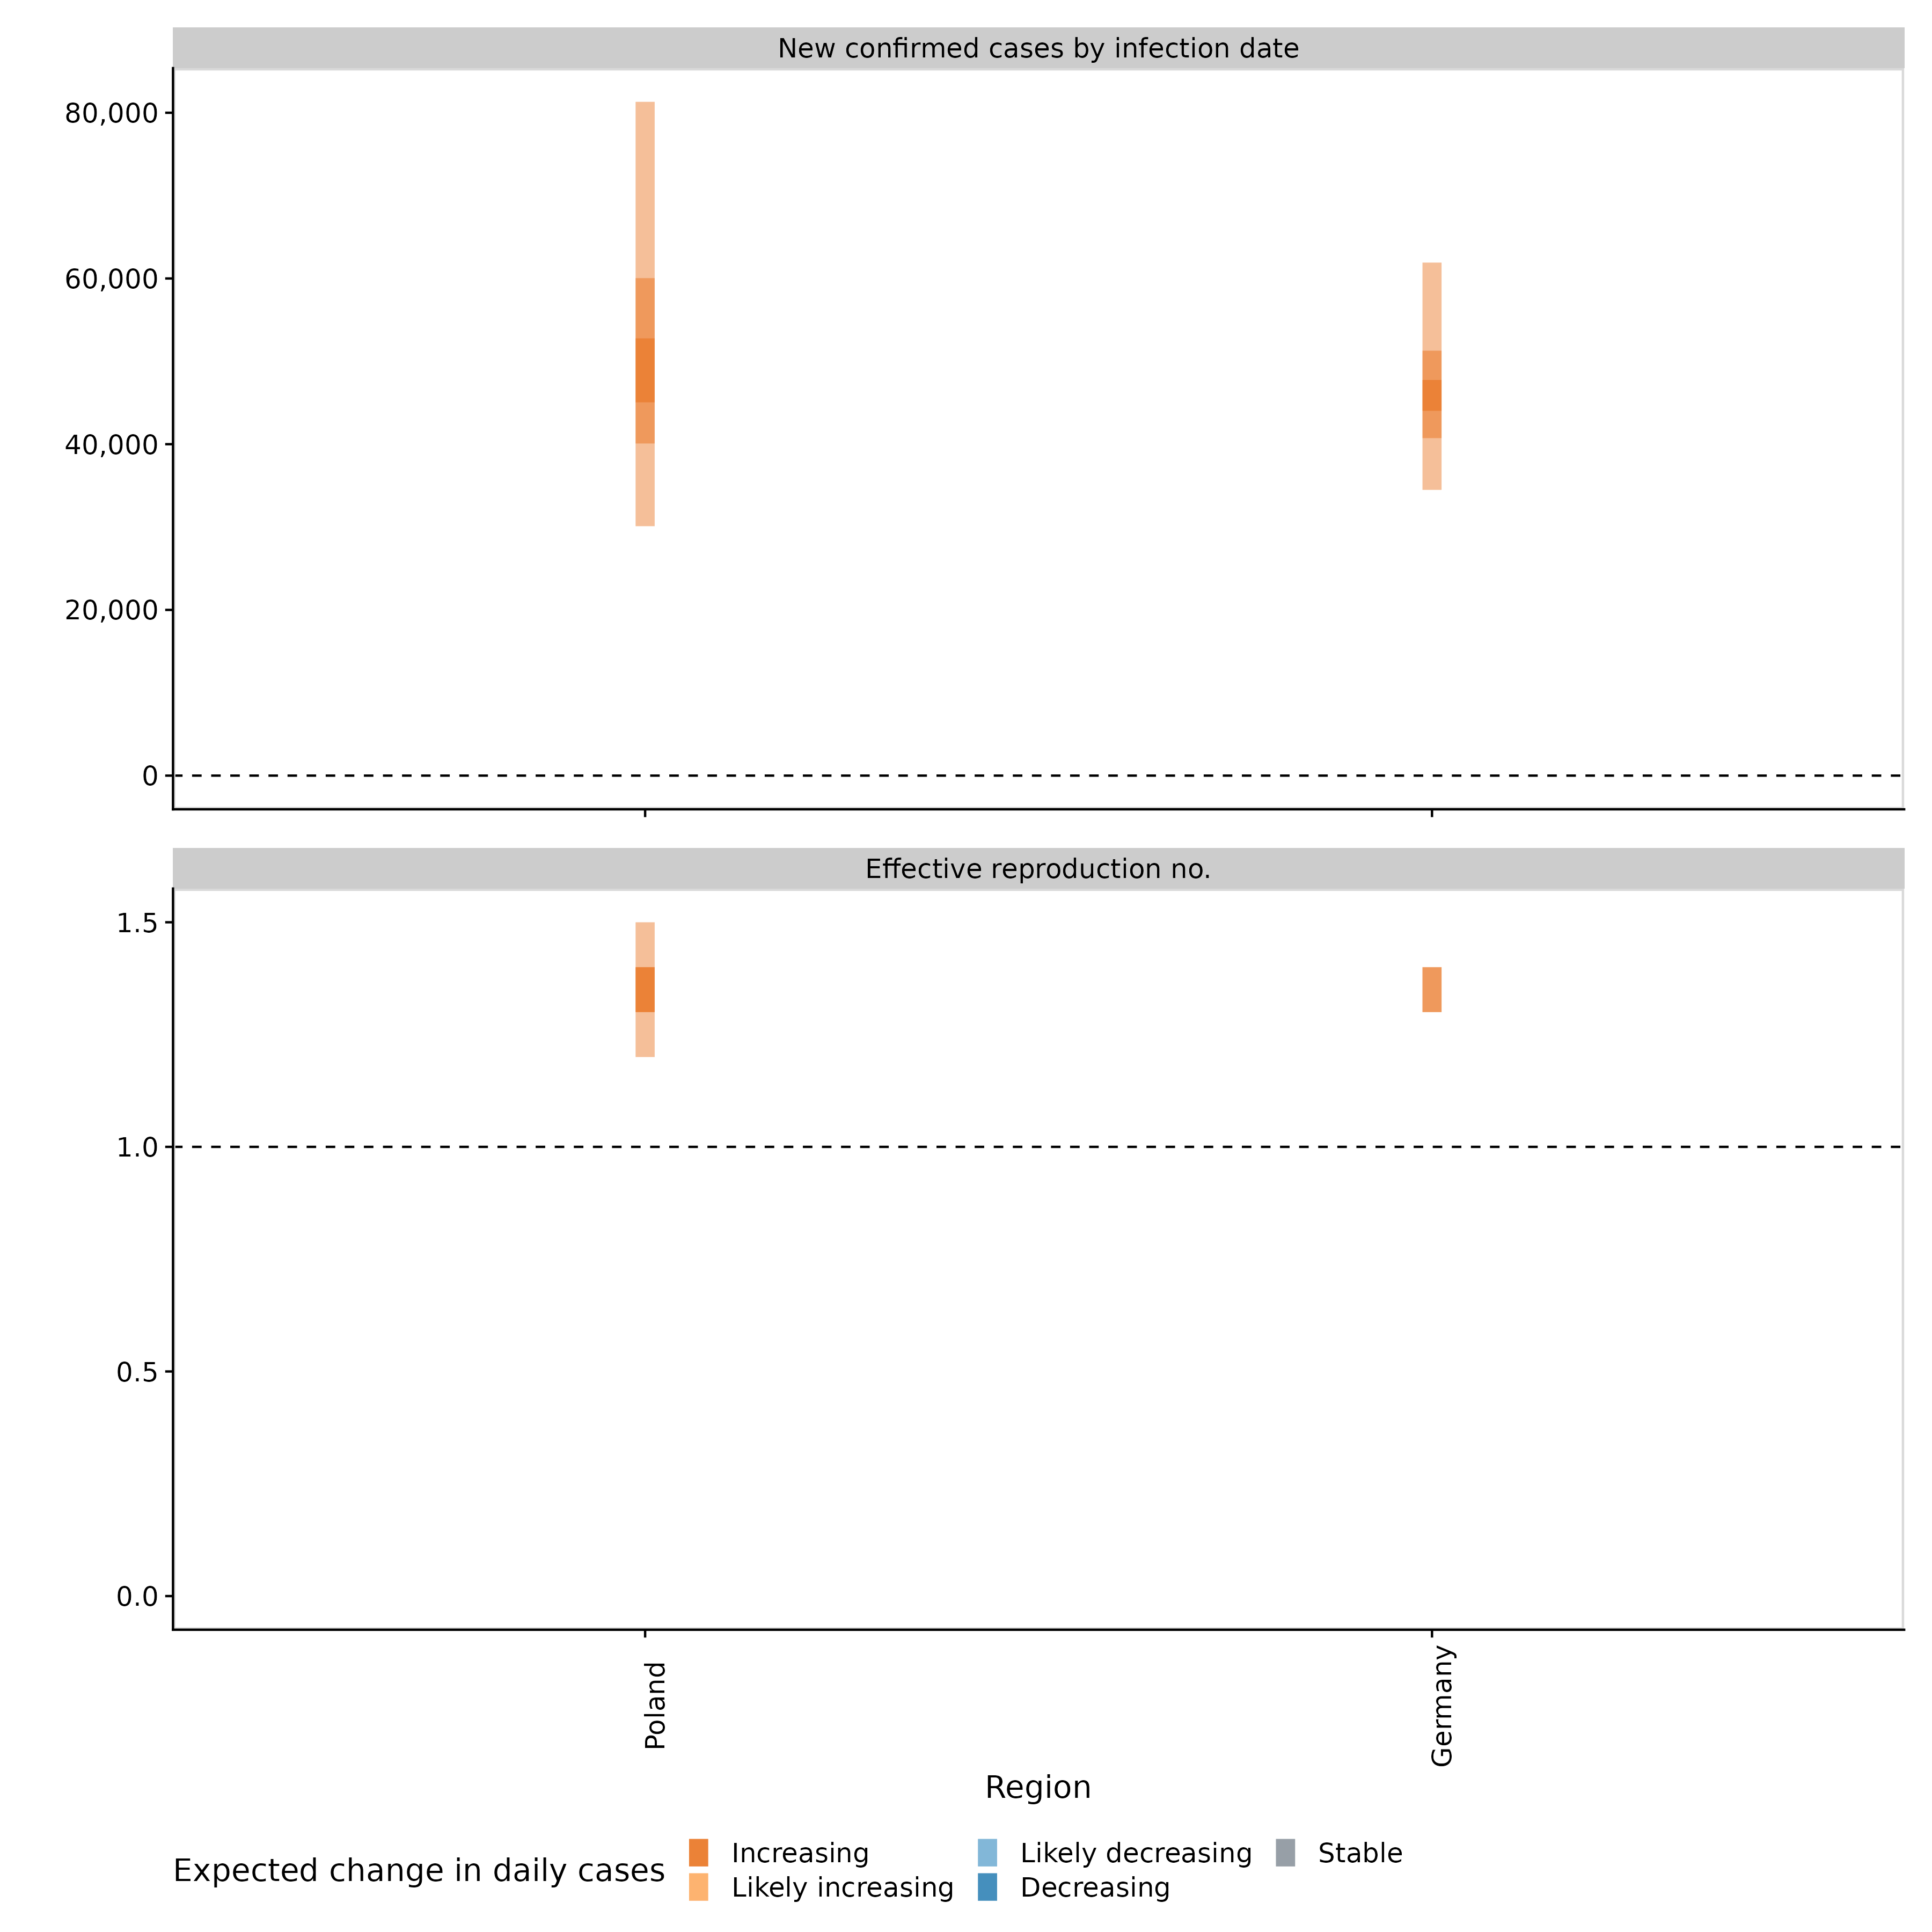 New confirmed cases by infection date
80,000
60,000
40,000
20,000
0
Effective reproduction no.
1.5
1.0
0.5
0.0
Poland
Germany
Region
Expected change in daily cases
Increasing
Likely increasing
Likely decreasing
Decreasing
Stable